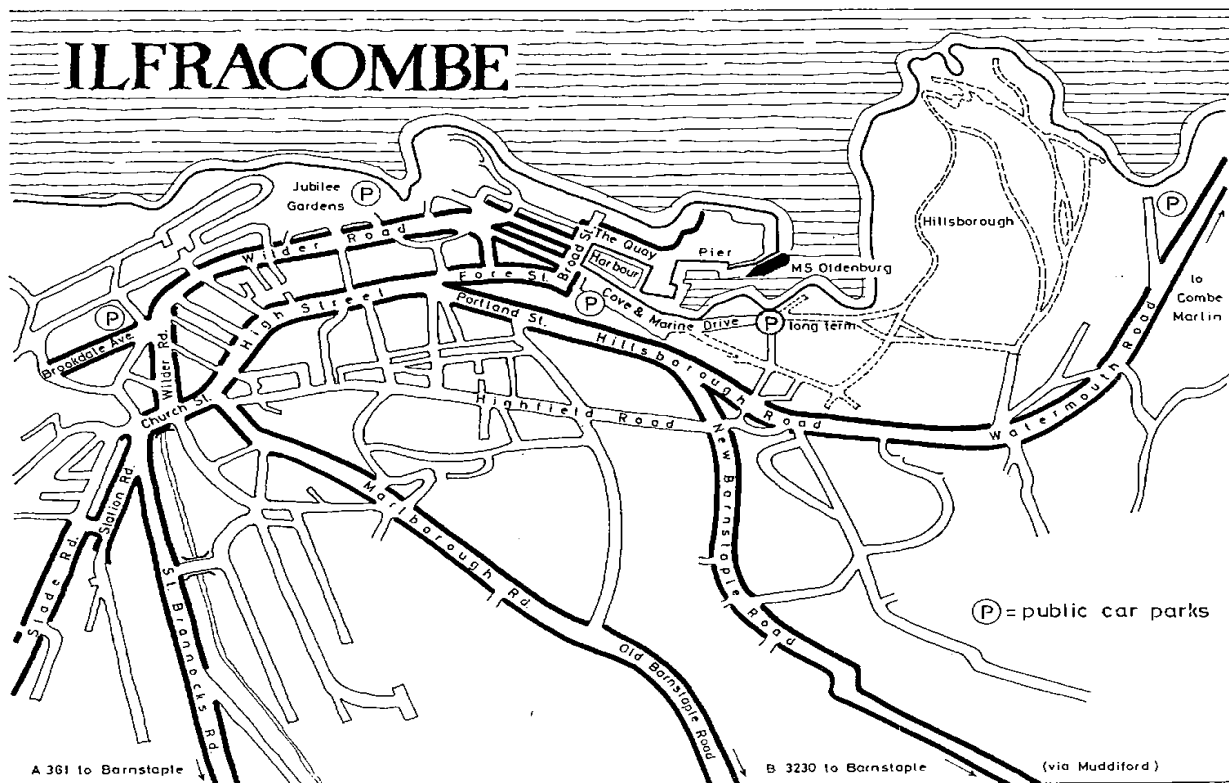 ILFRACOMBE
Jubilee
Gardens
P
Wilder Road
The Quay
Broad St.
Harbour
Pier
MS Oldenburg
Hillsborough
P
to
Combe
Martin
Fore St.
High Street
Portland St.
P
Cove & Marine Drive
P
long term
P
Brookdale Ave.
Wilder Rd.
Church St.
Hillsborough Road
Highfield Road
Watermouth Road
New Barnstaple Road
Marlborough Rd.
Station Rd.
Slade Rd.
St. Brannocks Rd.
Old Barnstaple Road
P = public car parks
A 361 to Barnstaple
B 3230 to Barnstaple
(via Muddiford)